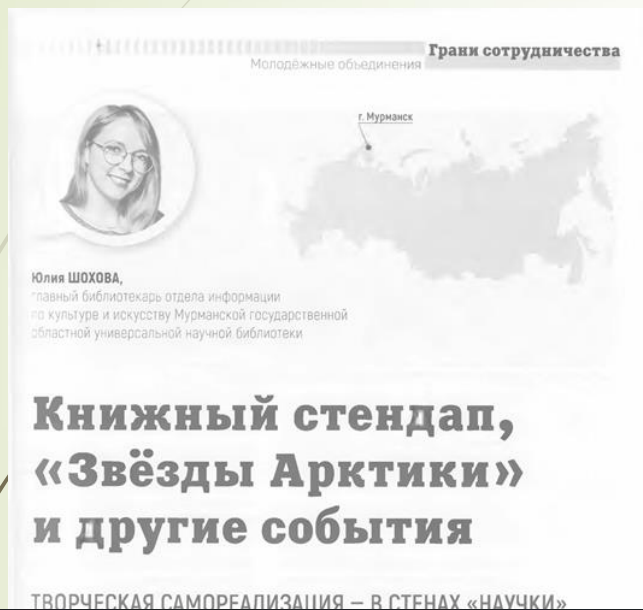 Грани сотрудничества
Молодёжные объединения
г. Мурманск
Юлия ШОХОВА,
главный библиотекарь отдела информации
по культуре и искусству Мурманской государственной
областной универсальной научной библиотеки
Книжный стендап,
«Звёзды Арктики»
и другие события
ТВОРЧЕСКАЯ САМОРЕАЛИЗАЦИЯ – В СТЕНАХ «НАУЧКИ»